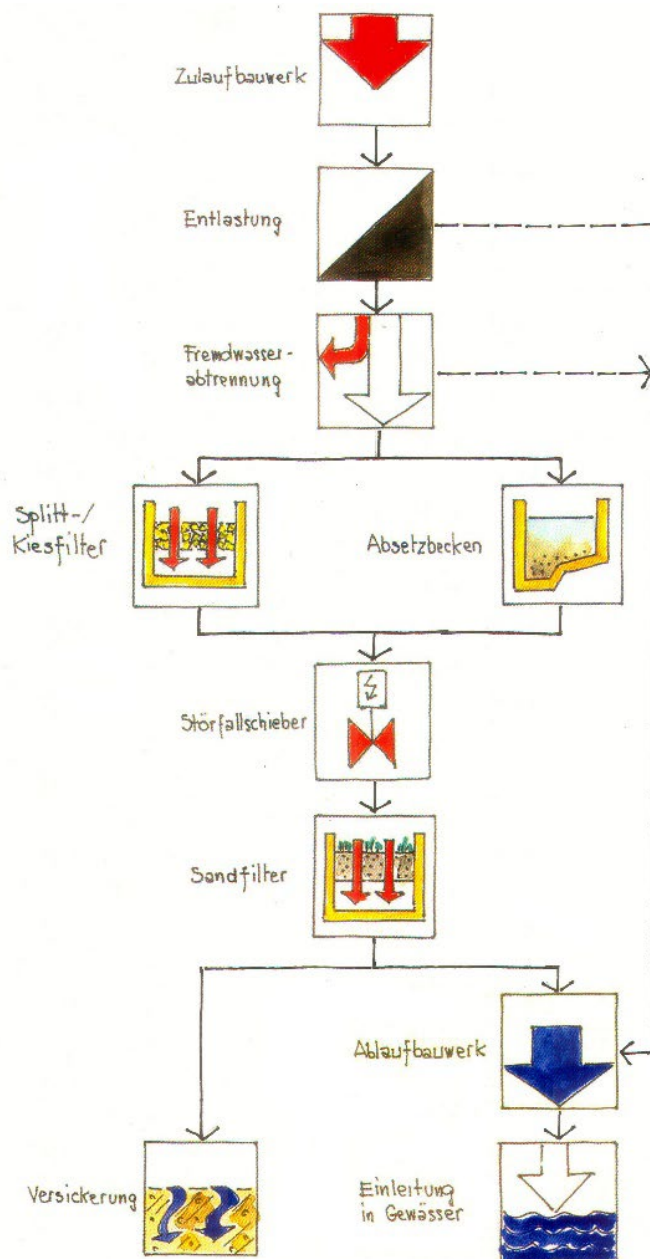 Zulaufbauwerk
Entlastung
Fremdwasser-
abtrennung
Splitt-/
Kiesfilter
Absetzbecken
Störfallschieber
Sandfilter
Ablaufbauwerk
Versickerung
Einleitung
in Gewässer